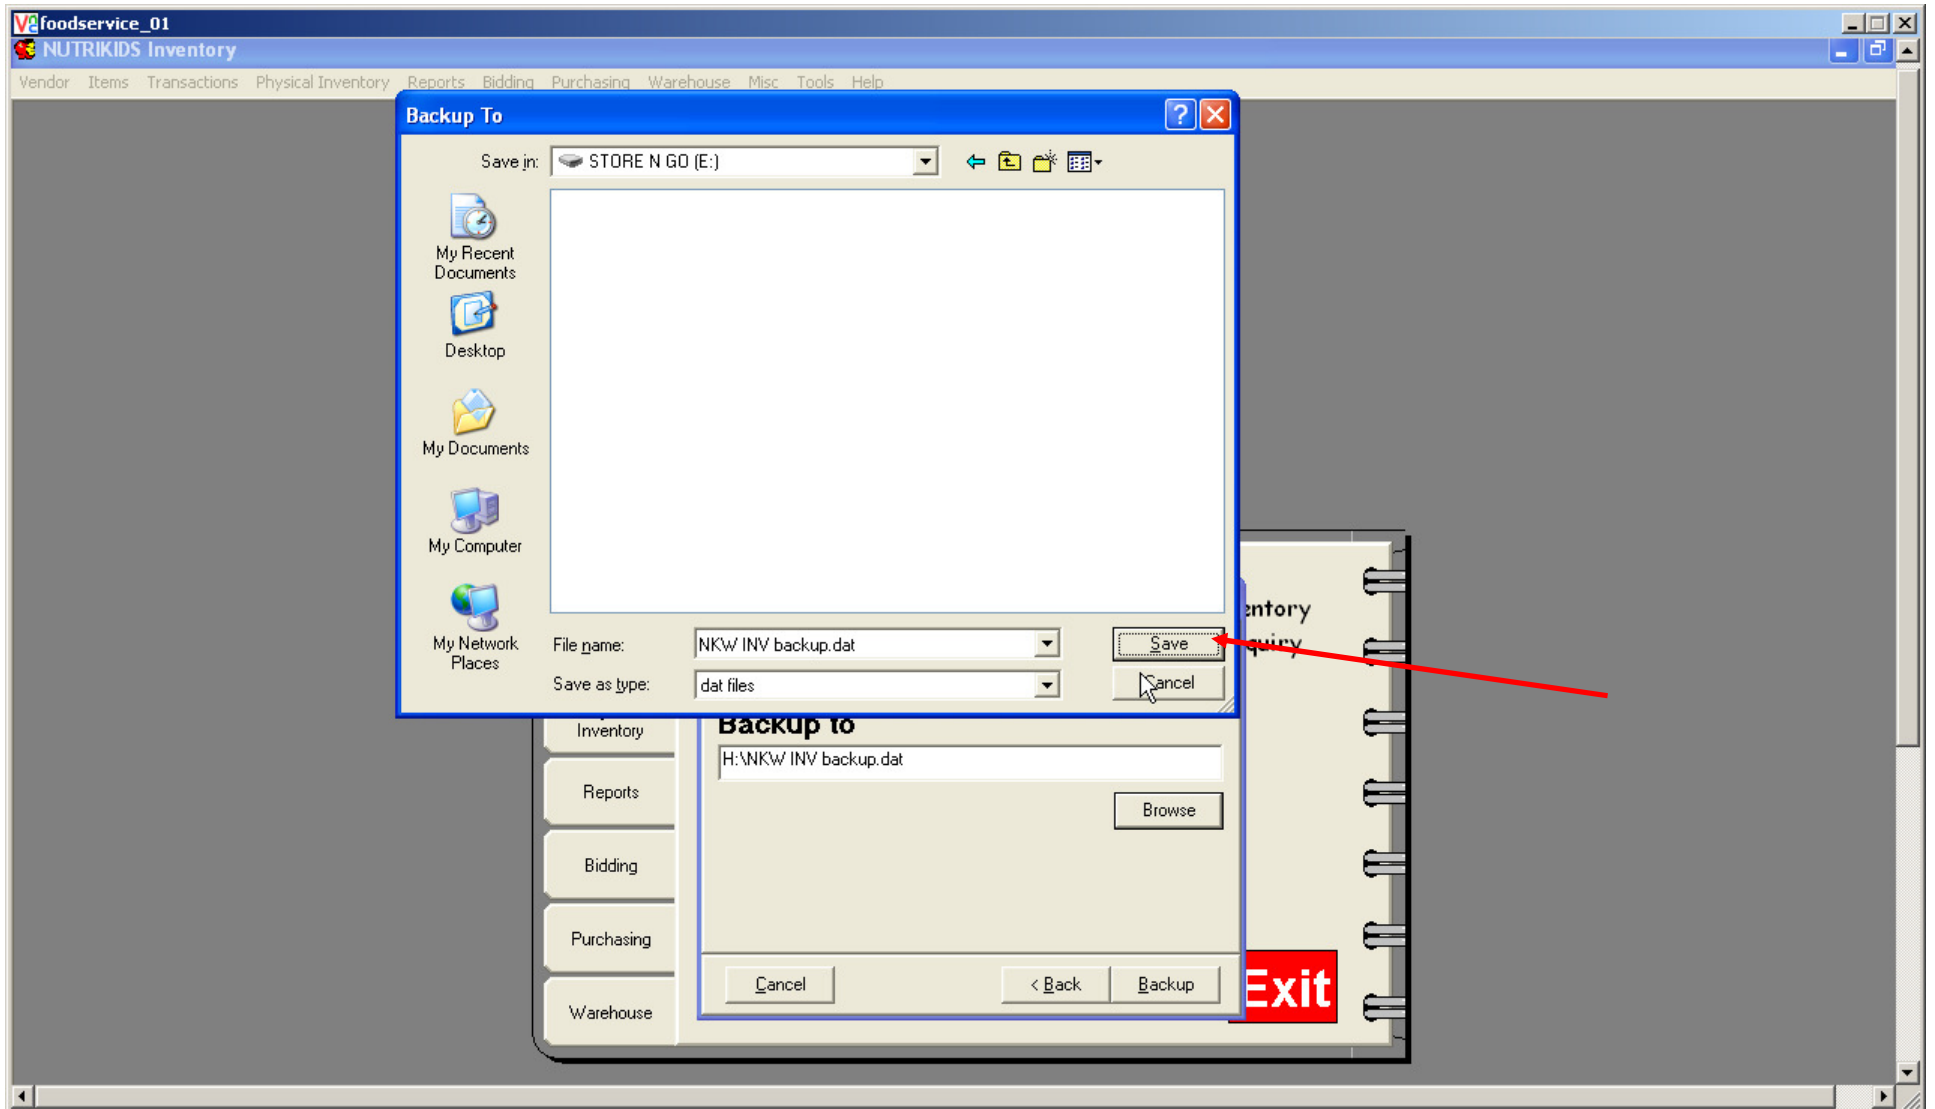 foodservice_01
NUTRIKIDS Inventory
Vendor Items Transactions Physical Inventory Reports Bidding Purchasing Warehouse Misc Tools Help
Backup To
Save in: STORE N GO (E:)
My Recent
Documents
Desktop
My Documents
My Computer
My Network
Places
File name: NKW INV backup.dat Save
Save as type: dat files Cancel
entory
quiry
Inventory
Backup to
H:\NKW INV backup.dat
Reports
Browse
Bidding
Purchasing
Cancel < Back Backup
Exit
Warehouse